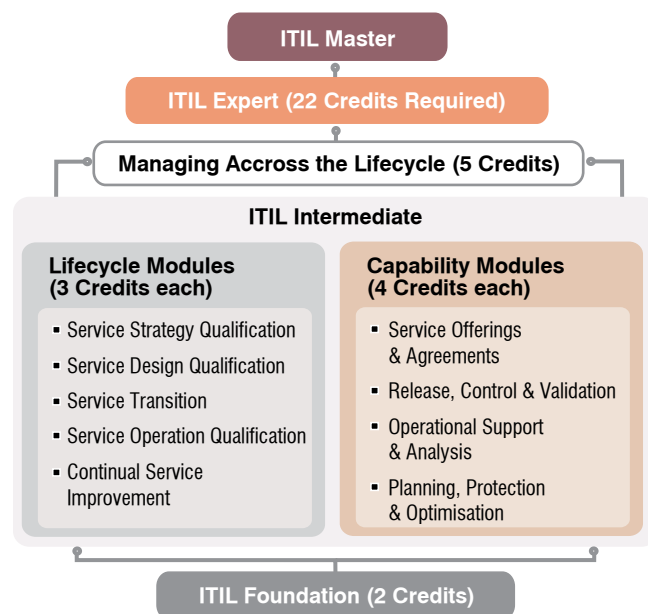 ITIL Master
ITIL Expert (22 Credits Required)
Managing Accross the Lifecycle (5 Credits)
ITIL Intermediate
Lifecycle Modules
(3 Credits each)
▪ Service Strategy Qualification
▪ Service Design Qualification
▪ Service Transition
▪ Service Operation Qualification
▪ Continual Service
Improvement
Capability Modules
(4 Credits each)
▪ Service Offerings
& Agreements
▪ Release, Control & Validation
▪ Operational Support
& Analysis
▪ Planning, Protection
& Optimisation
ITIL Foundation (2 Credits)